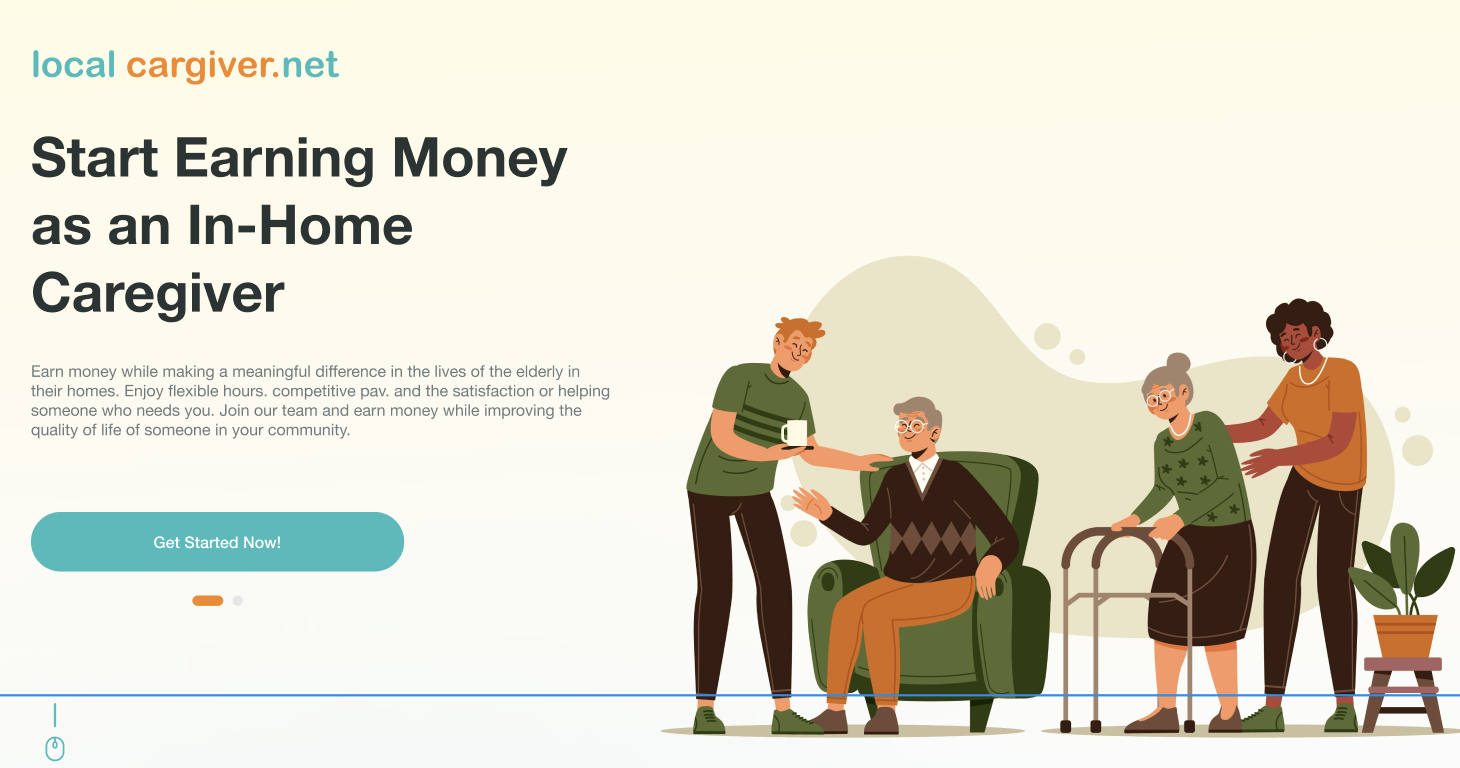 local cargiver.net
Start Earning Money
as an In-Home
Caregiver
Earn money while making a meaningful difference in the lives of the elderly in
their homes. Enjoy flexible hours. competitive pav. and the satisfaction or helping
someone who needs you. Join our team and earn money while improving the
quality of life of someone in your community.
Get Started Now!